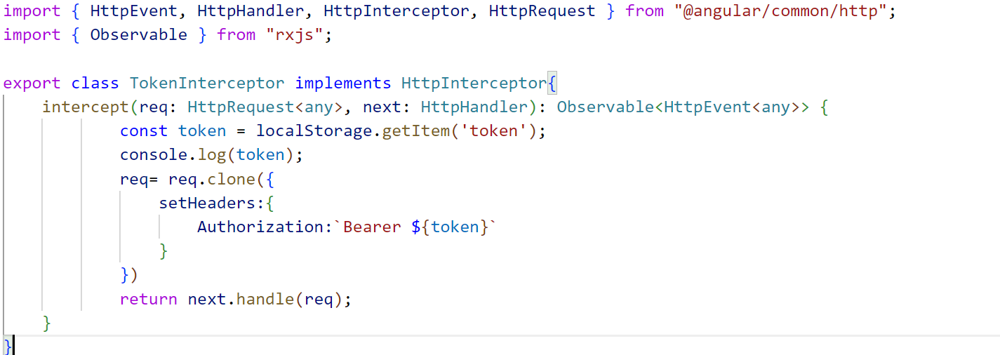 import { HttpEvent, HttpHandler, HttpInterceptor, HttpRequest } from "@angular/common/http";
import { Observable } from "rxjs";

export class TokenInterceptor implements HttpInterceptor{
    intercept(req: HttpRequest<any>, next: HttpHandler): Observable<HttpEvent<any>> {
            const token = localStorage.getItem('token');
            console.log(token);
            req= req.clone({
                setHeaders:{
                    Authorization:`Bearer ${token}`
                }
            })
            return next.handle(req);
    }
}